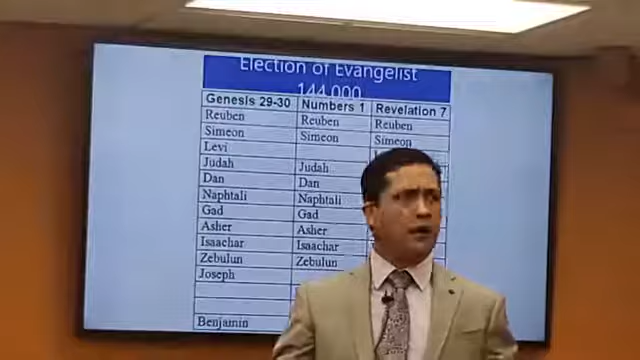 Election of Evangelist
144,000
Genesis 29-30 Numbers 1 Revelation 7
Reuben Reuben Reuben
Simeon Simeon Simeon
Levi
Judah Judah
Dan Dan
Naphtali Naphtali
Gad Gad
Asher Asher
Isaachar Isaachar
Zebulun Zebulun
Joseph
Benjamin